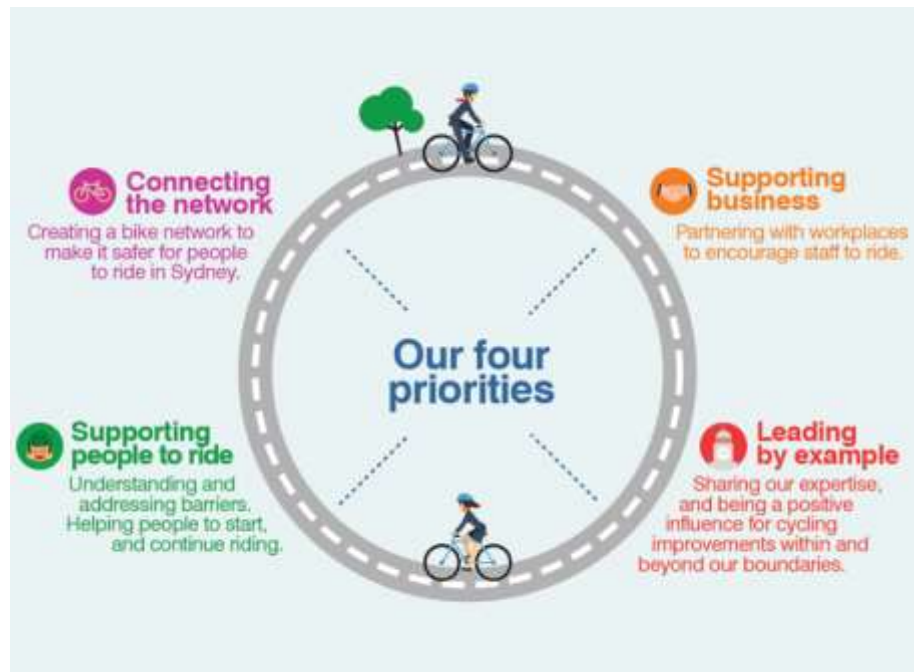 Connecting
the network
Creating a bike network to
make it safer for people
to ride in Sydney.
Supporting
business
Partnering with workplaces
to encourage staff to ride.
Our four
priorities
Supporting
people to ride
Understanding and
addressing barriers.
Helping people to start,
and continue riding.
Leading
by example
Sharing our expertise,
and being a positive
influence for cycling
improvements within and
beyond our boundaries.